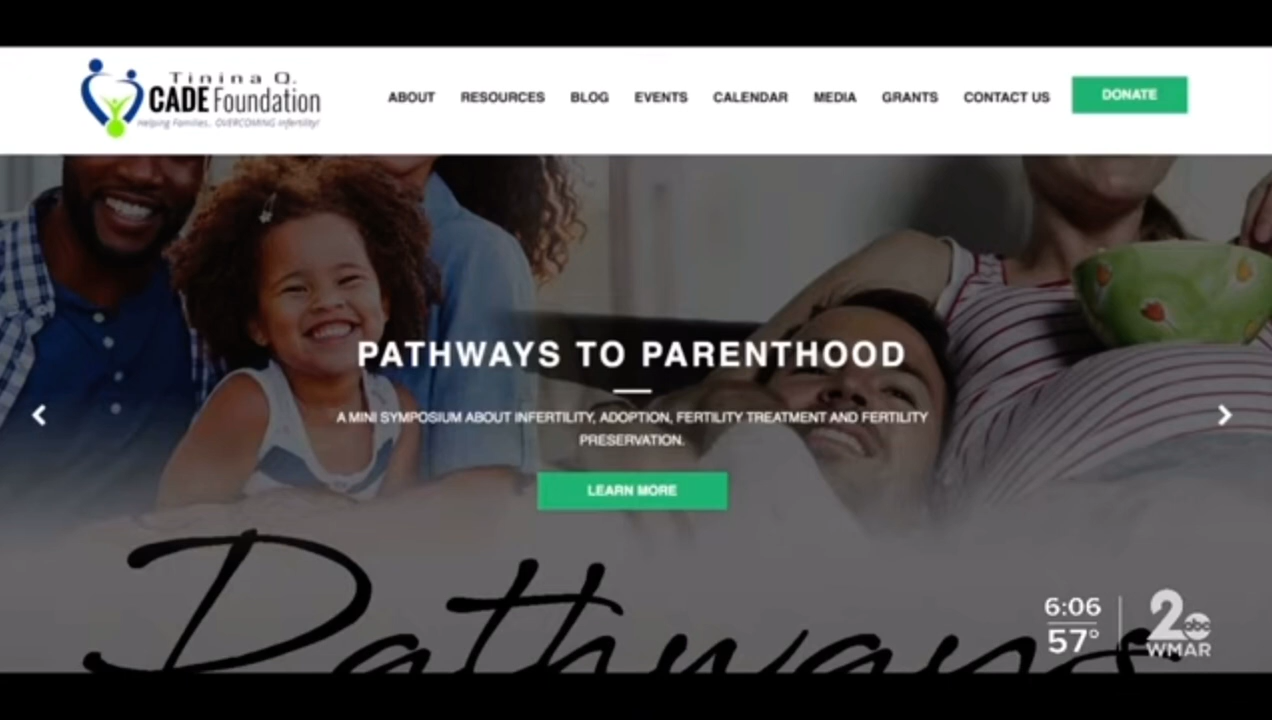 Tinina Q.
CADE Foundation
Helping Families. OVERCOMING Infertility!
ABOUT RESOURCES BLOG EVENTS CALENDAR MEDIA GRANTS CONTACT US DONATE
PATHWAYS TO PARENTHOOD
A MINI SYMPOSIUM ABOUT INFERTILITY, ADOPTION, FERTILITY TREATMENT AND FERTILITY
PRESERVATION.
LEARN MORE
Pathways
6:06
57°
2 abc
WMAR